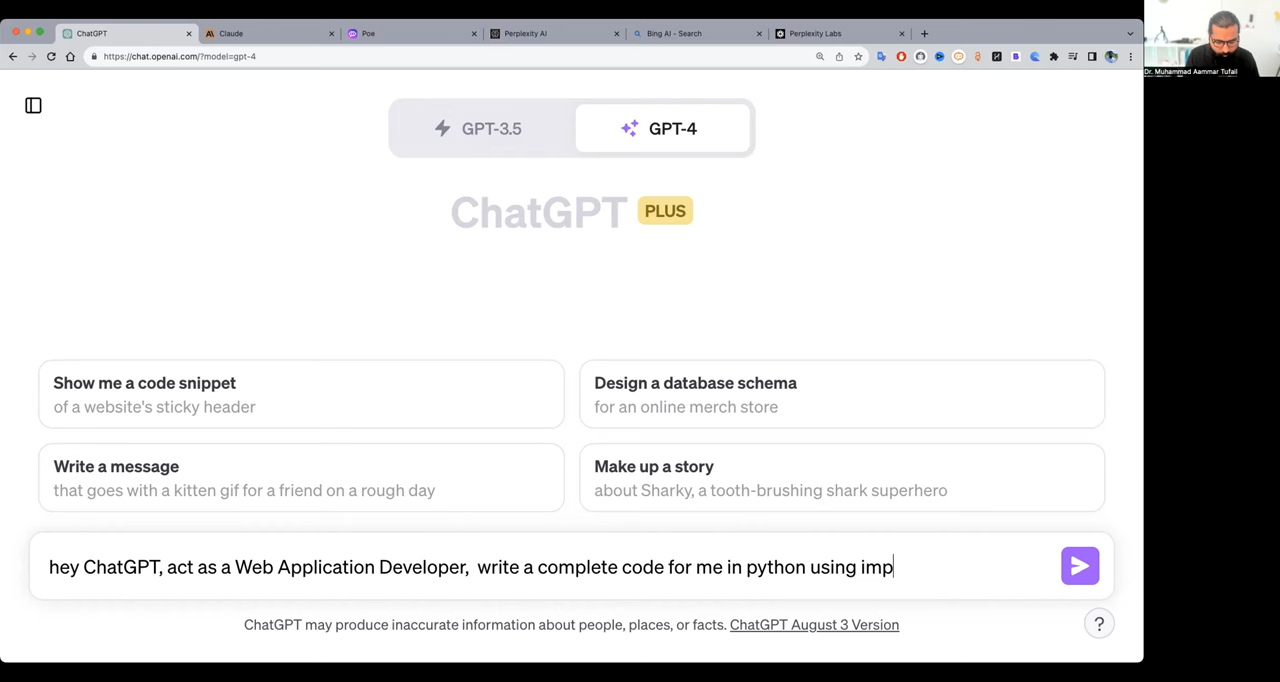 ChatGPT
Claude
Poe
Perplexity AI
Bing AI - Search
Perplexity Labs
https://chat.openai.com/?model=gpt-4
Dr. Muhammad Aammar Tufail
GPT-3.5
GPT-4
ChatGPT PLUS
Show me a code snippet
of a website's sticky header
Design a database schema
for an online merch store
Write a message
that goes with a kitten gif for a friend on a rough day
Make up a story
about Sharky, a tooth-brushing shark superhero
hey ChatGPT, act as a Web Application Developer,  write a complete code for me in python using imp
ChatGPT may produce inaccurate information about people, places, or facts. ChatGPT August 3 Version
?